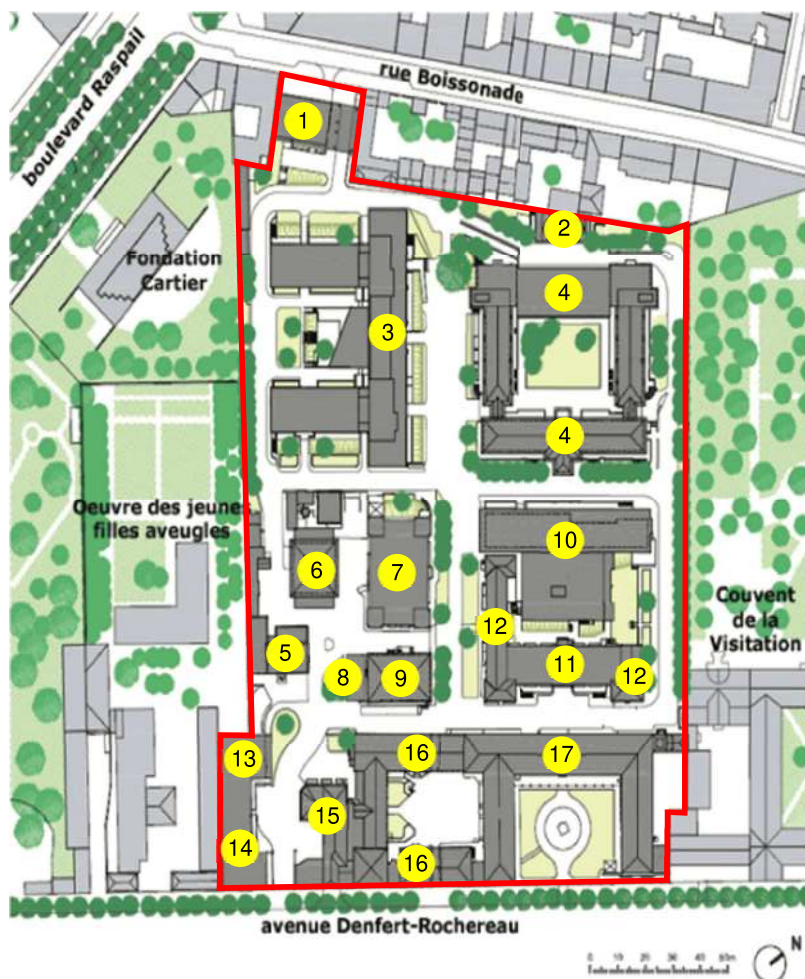 boulevard Raspail
rue Boissonade
1
2
Fondation
Cartier
4
3
4
Oeuvre des jeunes
filles aveugles
10
6
7
Couvent
de la
Visitation
12
5
8
9
11
12
13
16
17
15
14
16
avenue Denfert-Rochereau
N
0 10 20 30 40 50m